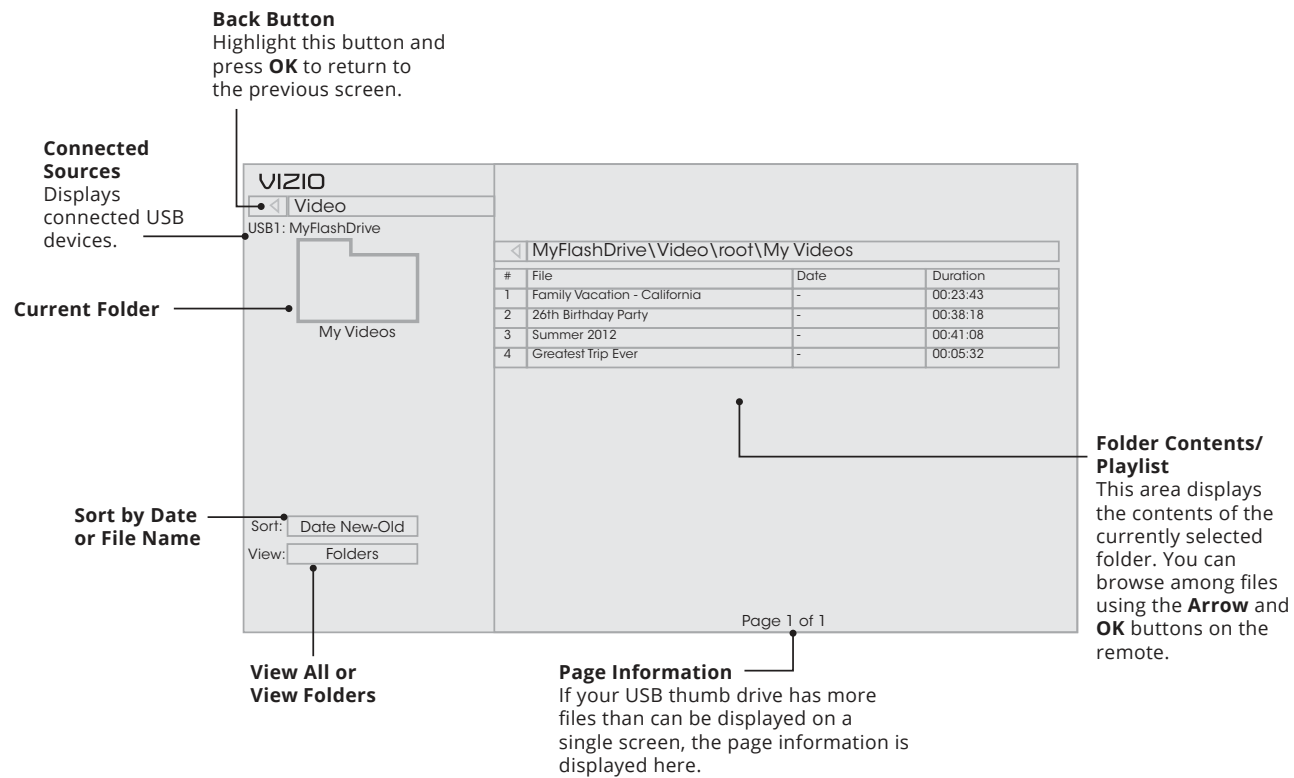 Back Button
Highlight this button and
press OK to return to
the previous screen.
Connected
Sources
Displays
connected USB
devices.
Current Folder
Sort by Date
or File Name
VIZIO
Video
USB1: MyFlashDrive
My Videos
Sort: Date New-Old
View: Folders
MyFlashDrive\Video\root\My Videos
# File Date Duration
1 Family Vacation - California - 00:23:43
2 26th Birthday Party - 00:38:18
3 Summer 2012 - 00:41:08
4 Greatest Trip Ever - 00:05:32
Page 1 of 1
Folder Contents/
Playlist
This area displays
the contents of the
currently selected
folder. You can
browse among files
using the Arrow and
OK buttons on the
remote.
View All or
View Folders
Page Information
If your USB thumb drive has more
files than can be displayed on a
single screen, the page information is
displayed here.